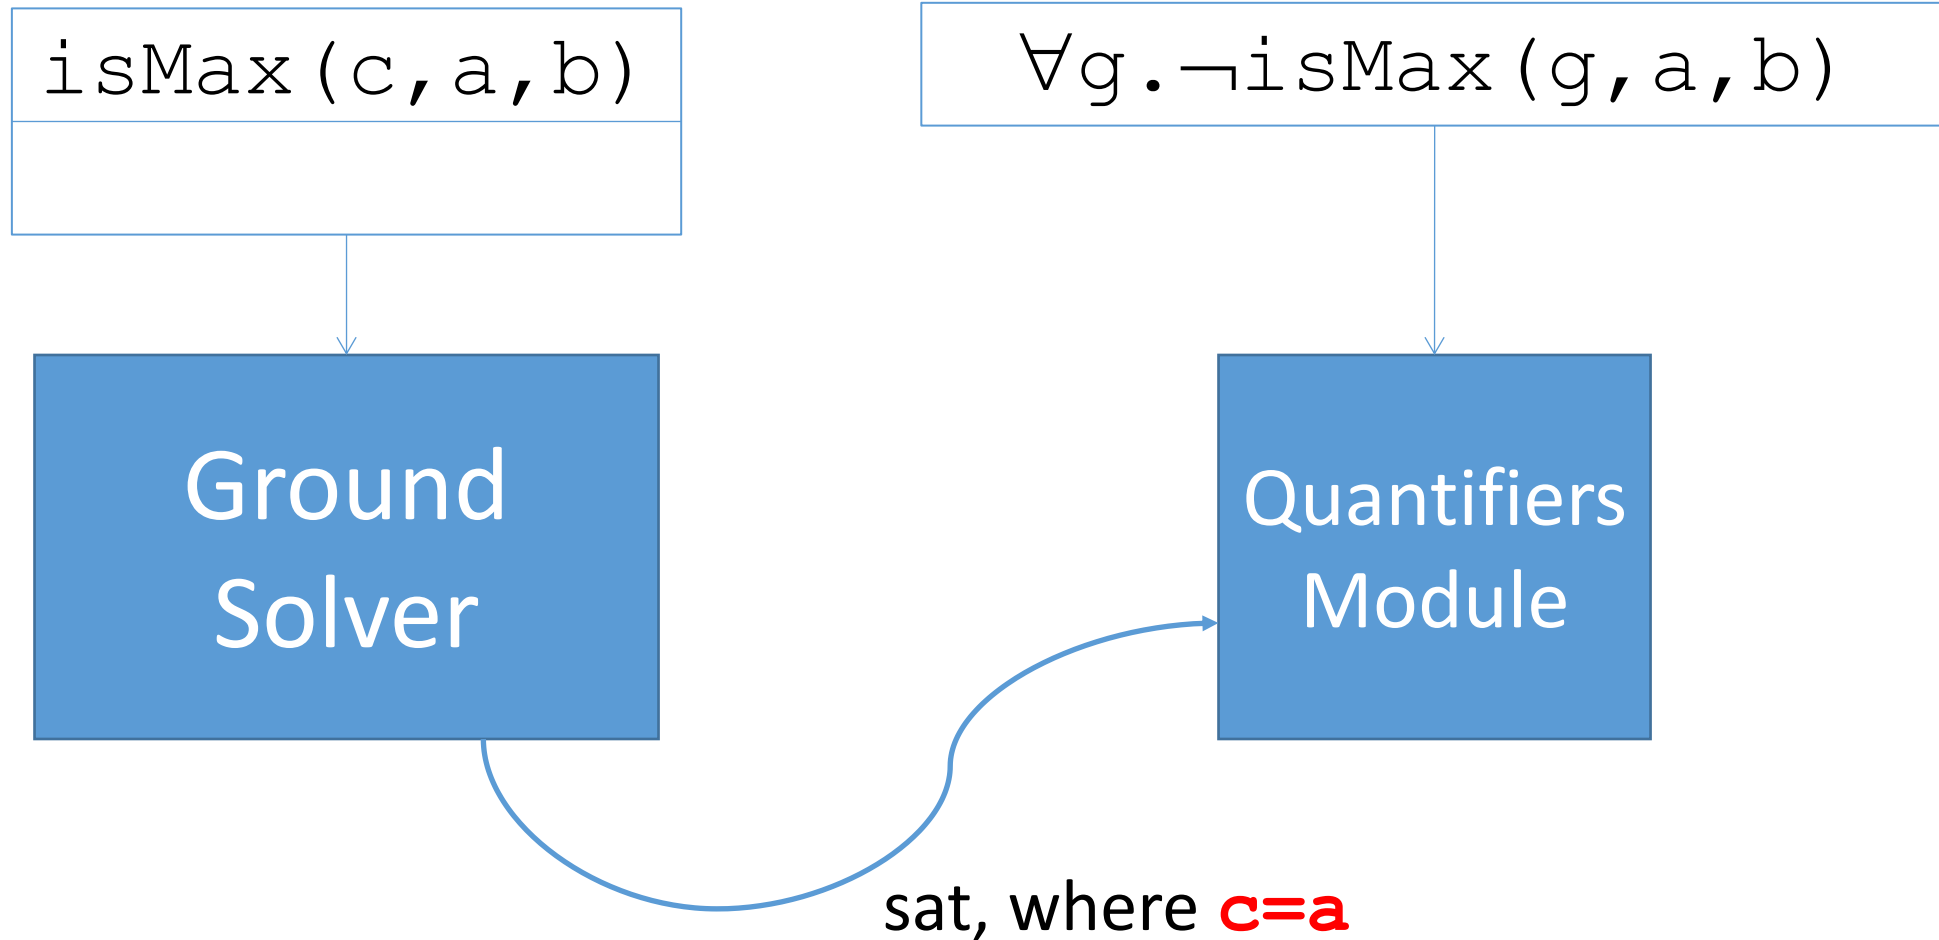 isMax(c,a,b)
∀g.¬isMax(g,a,b)
Ground
Solver
Quantifiers
Module
sat, where c=a